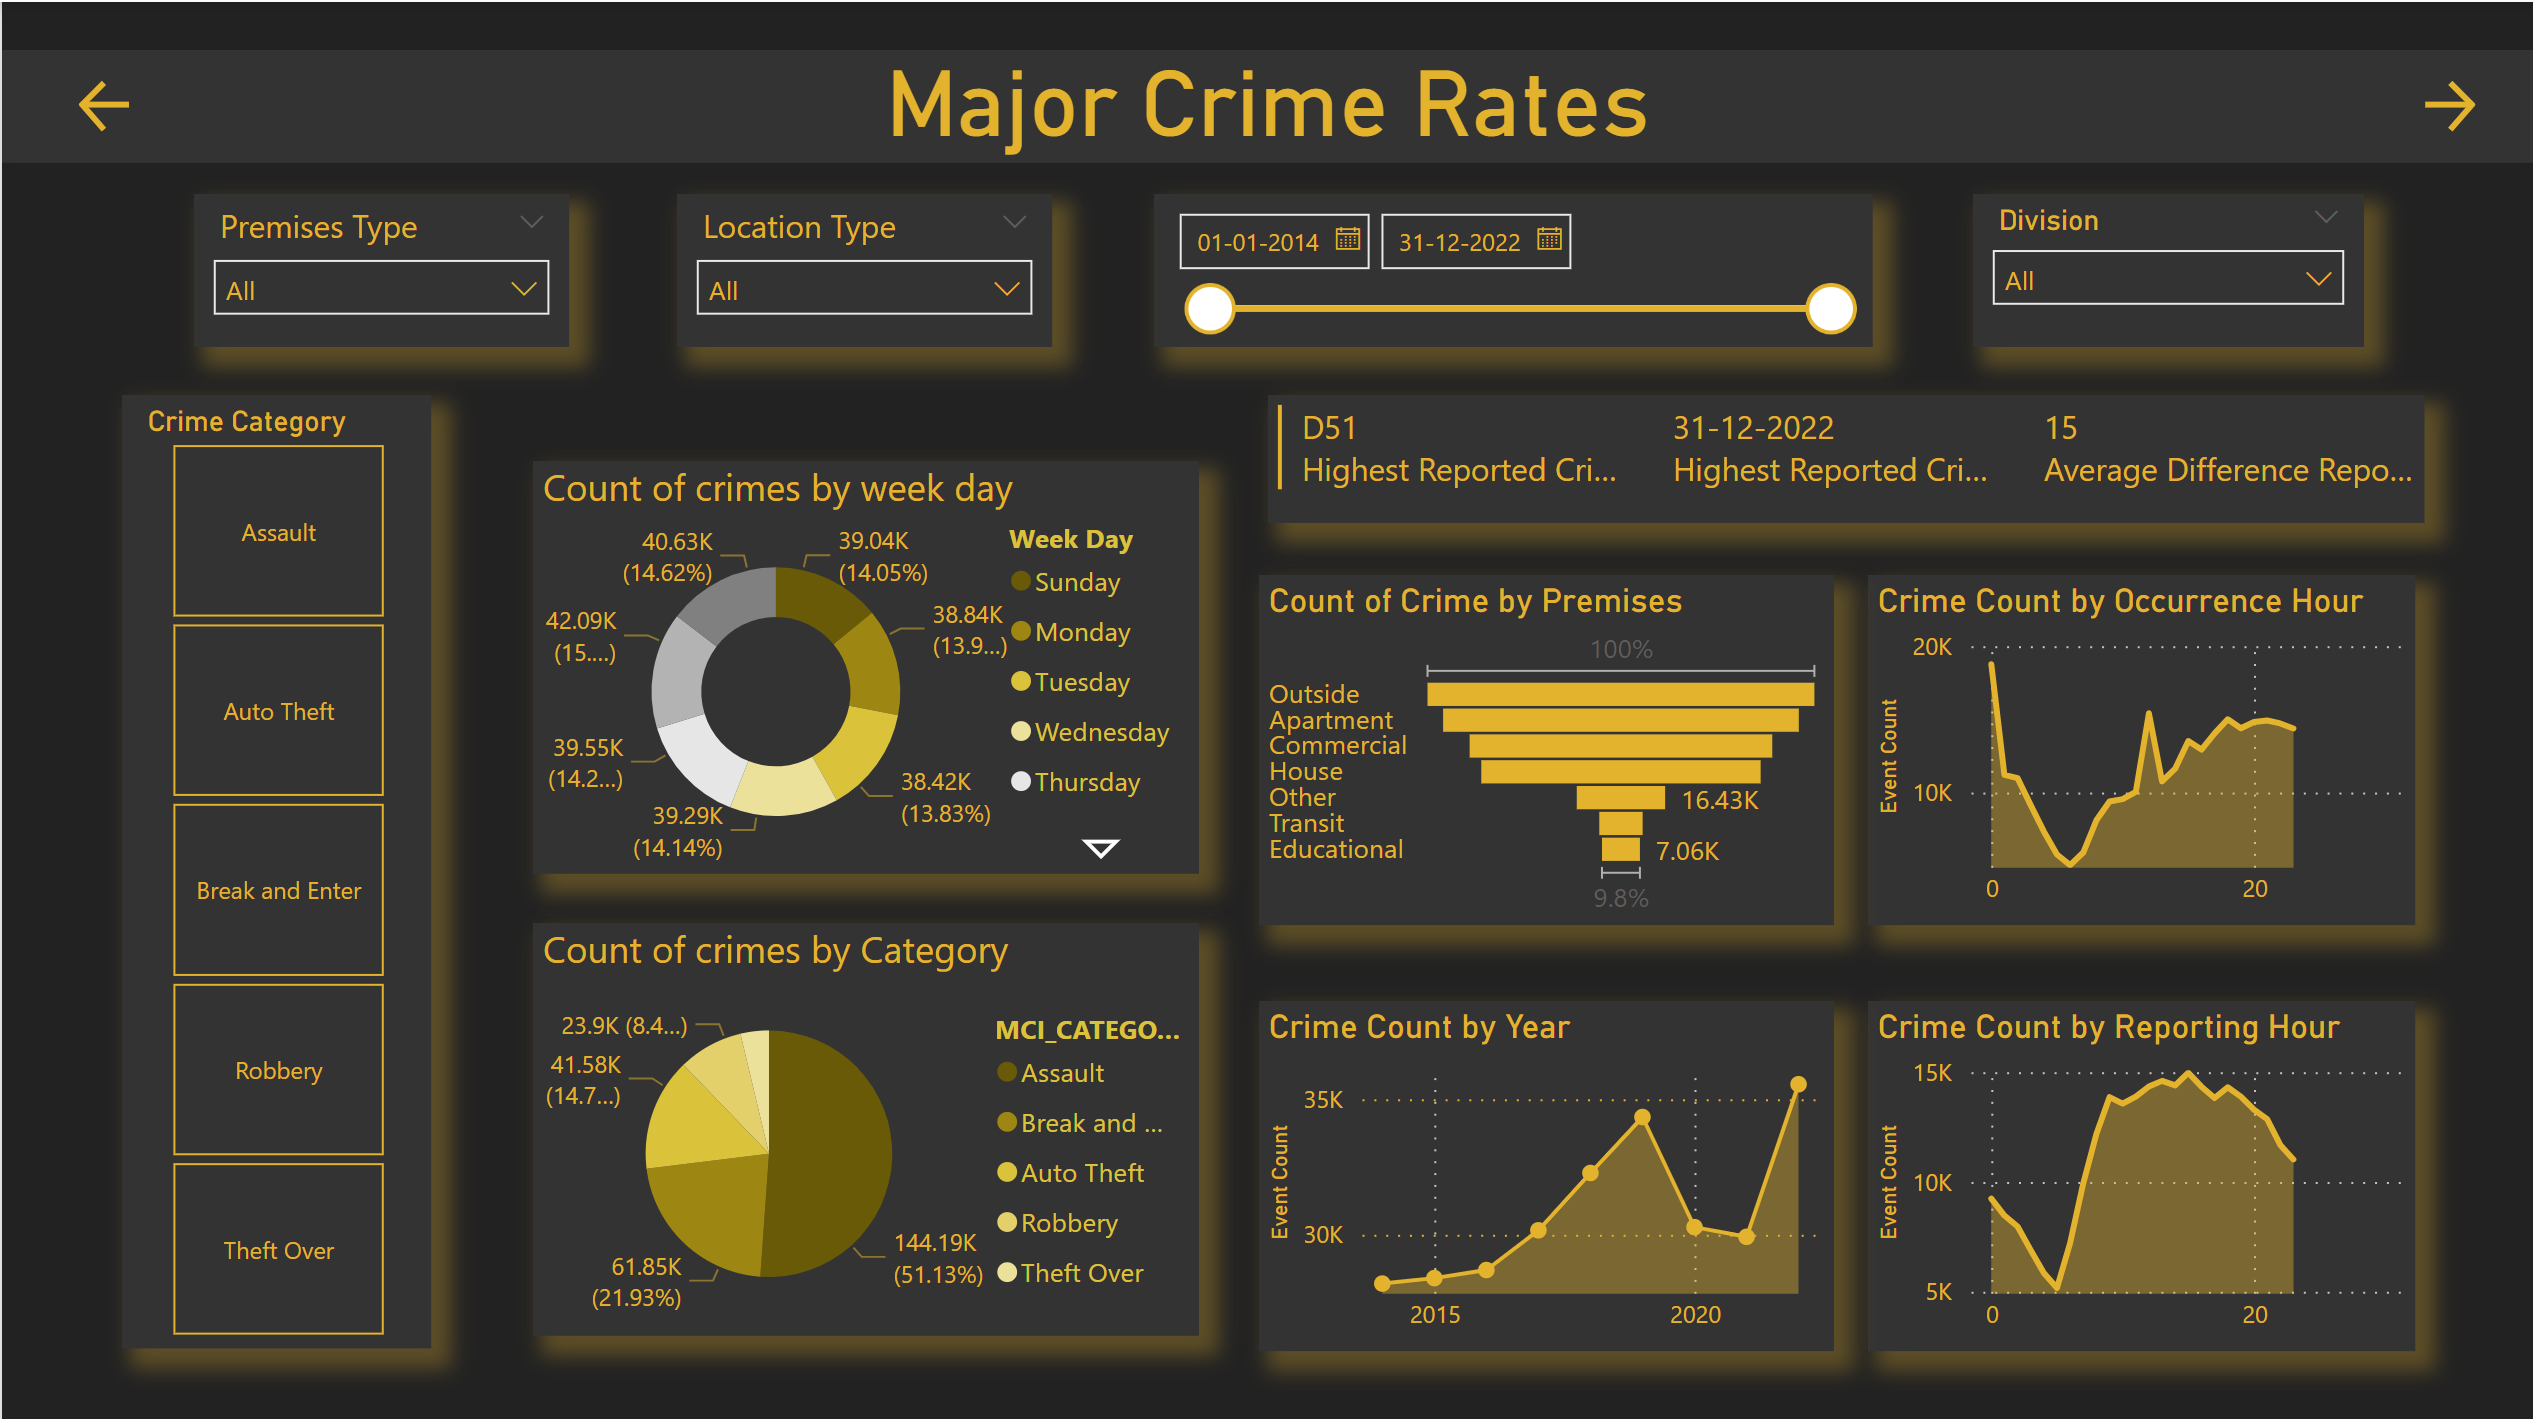 Major Crime Rates
Premises Type
All
Location Type
All
01-01-2014
31-12-2022
Division
All
Crime Category
Assault
Auto Theft
Break and Enter
Robbery
Theft Over
D51
Highest Reported Cri...
31-12-2022
Highest Reported Cri...
15
Average Difference Repo...
Count of crimes by week day
40.63K
(14.62%)
39.04K
(14.05%)
42.09K
(15....)
38.84K
(13.9...)
39.55K
(14.2...)
38.42K
(13.83%)
39.29K
(14.14%)
Week Day
Sunday
Monday
Tuesday
Wednesday
Thursday
Count of Crime by Premises
100%
Outside
Apartment
Commercial
House
Other
16.43K
Transit
Educational
7.06K
9.8%
Crime Count by Occurrence Hour
Event Count
20K
10K
0
20
Count of crimes by Category
23.9K (8.4...)
41.58K
(14.7...)
61.85K
(21.93%)
144.19K
(51.13%)
MCI_CATEGO...
Assault
Break and ...
Auto Theft
Robbery
Theft Over
Crime Count by Year
Event Count
35K
30K
2015
2020
Crime Count by Reporting Hour
Event Count
15K
10K
5K
0
20